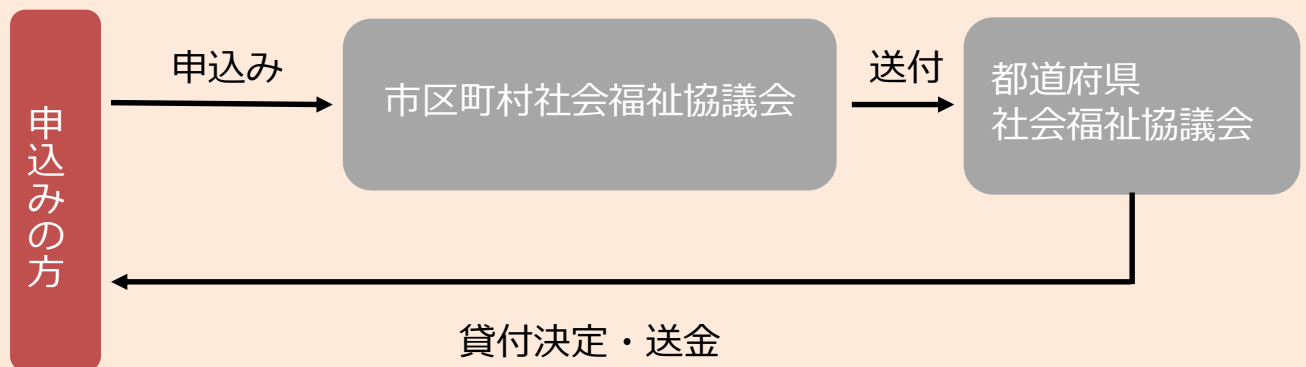 申込みの方
申込み
市区町村社会福祉協議会
送付
都道府県
社会福祉協議会
貸付決定・送金